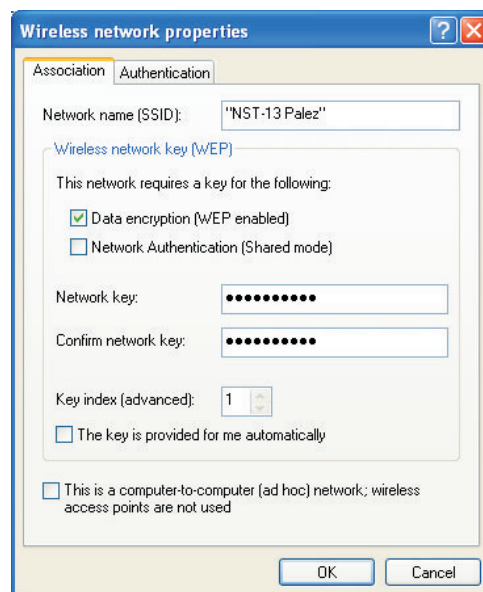 Wireless network properties
Association Authentication
Network name (SSID): "NST-13 Palez"
Wireless network key (WEP)
This network requires a key for the following:
Data encryption (WEP enabled)
Network Authentication (Shared mode)
Network key: ••••••••••
Confirm network key: ••••••••••
Key index (advanced): 1
The key is provided for me automatically
This is a computer-to-computer (ad hoc) network; wireless
access points are not used
OK Cancel